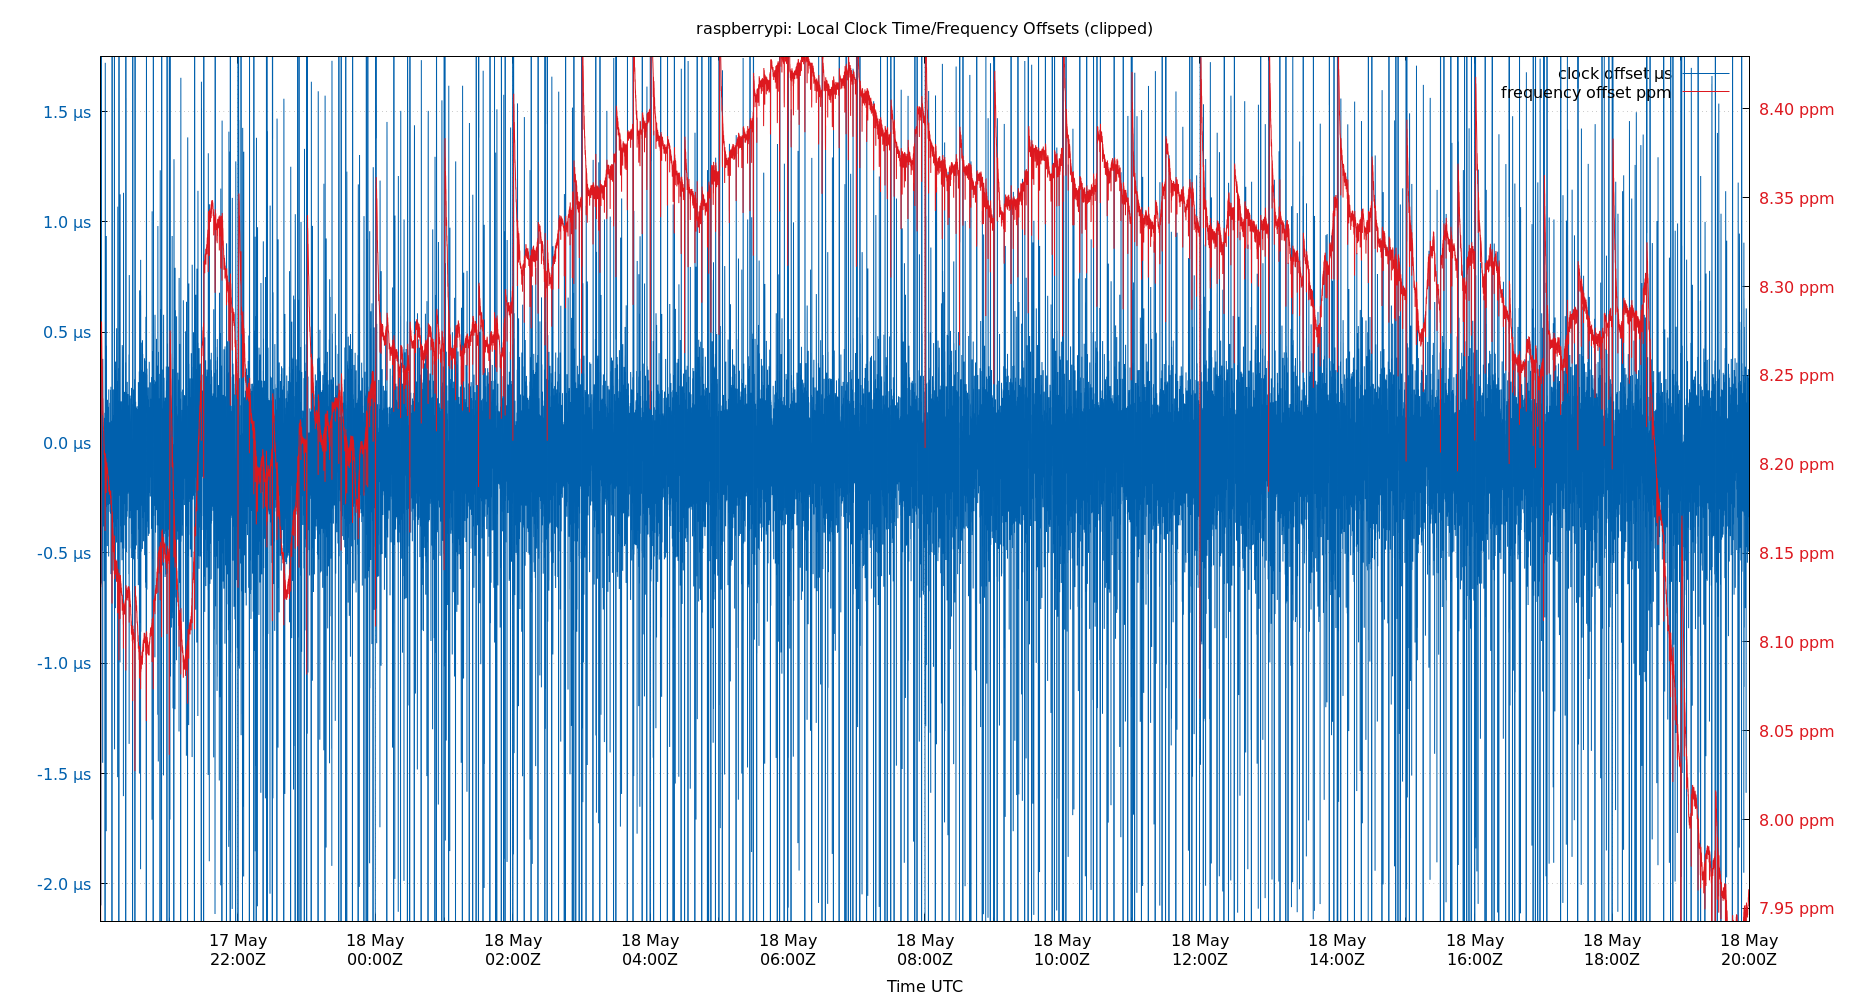 raspberrypi: Local Clock Time/Frequency Offsets (clipped)
clock offset µs
frequency offset ppm
1.5 µs
1.0 µs
0.5 µs
0.0 µs
-0.5 µs
-1.0 µs
-1.5 µs
-2.0 µs
8.40 ppm
8.35 ppm
8.30 ppm
8.25 ppm
8.20 ppm
8.15 ppm
8.10 ppm
8.05 ppm
8.00 ppm
7.95 ppm
17 May 18 May 18 May 18 May 18 May 18 May 18 May 18 May 18 May 18 May 18 May 18 May
22:00Z 00:00Z 02:00Z 04:00Z 06:00Z 08:00Z 10:00Z 12:00Z 14:00Z 16:00Z 18:00Z 20:00Z
Time UTC